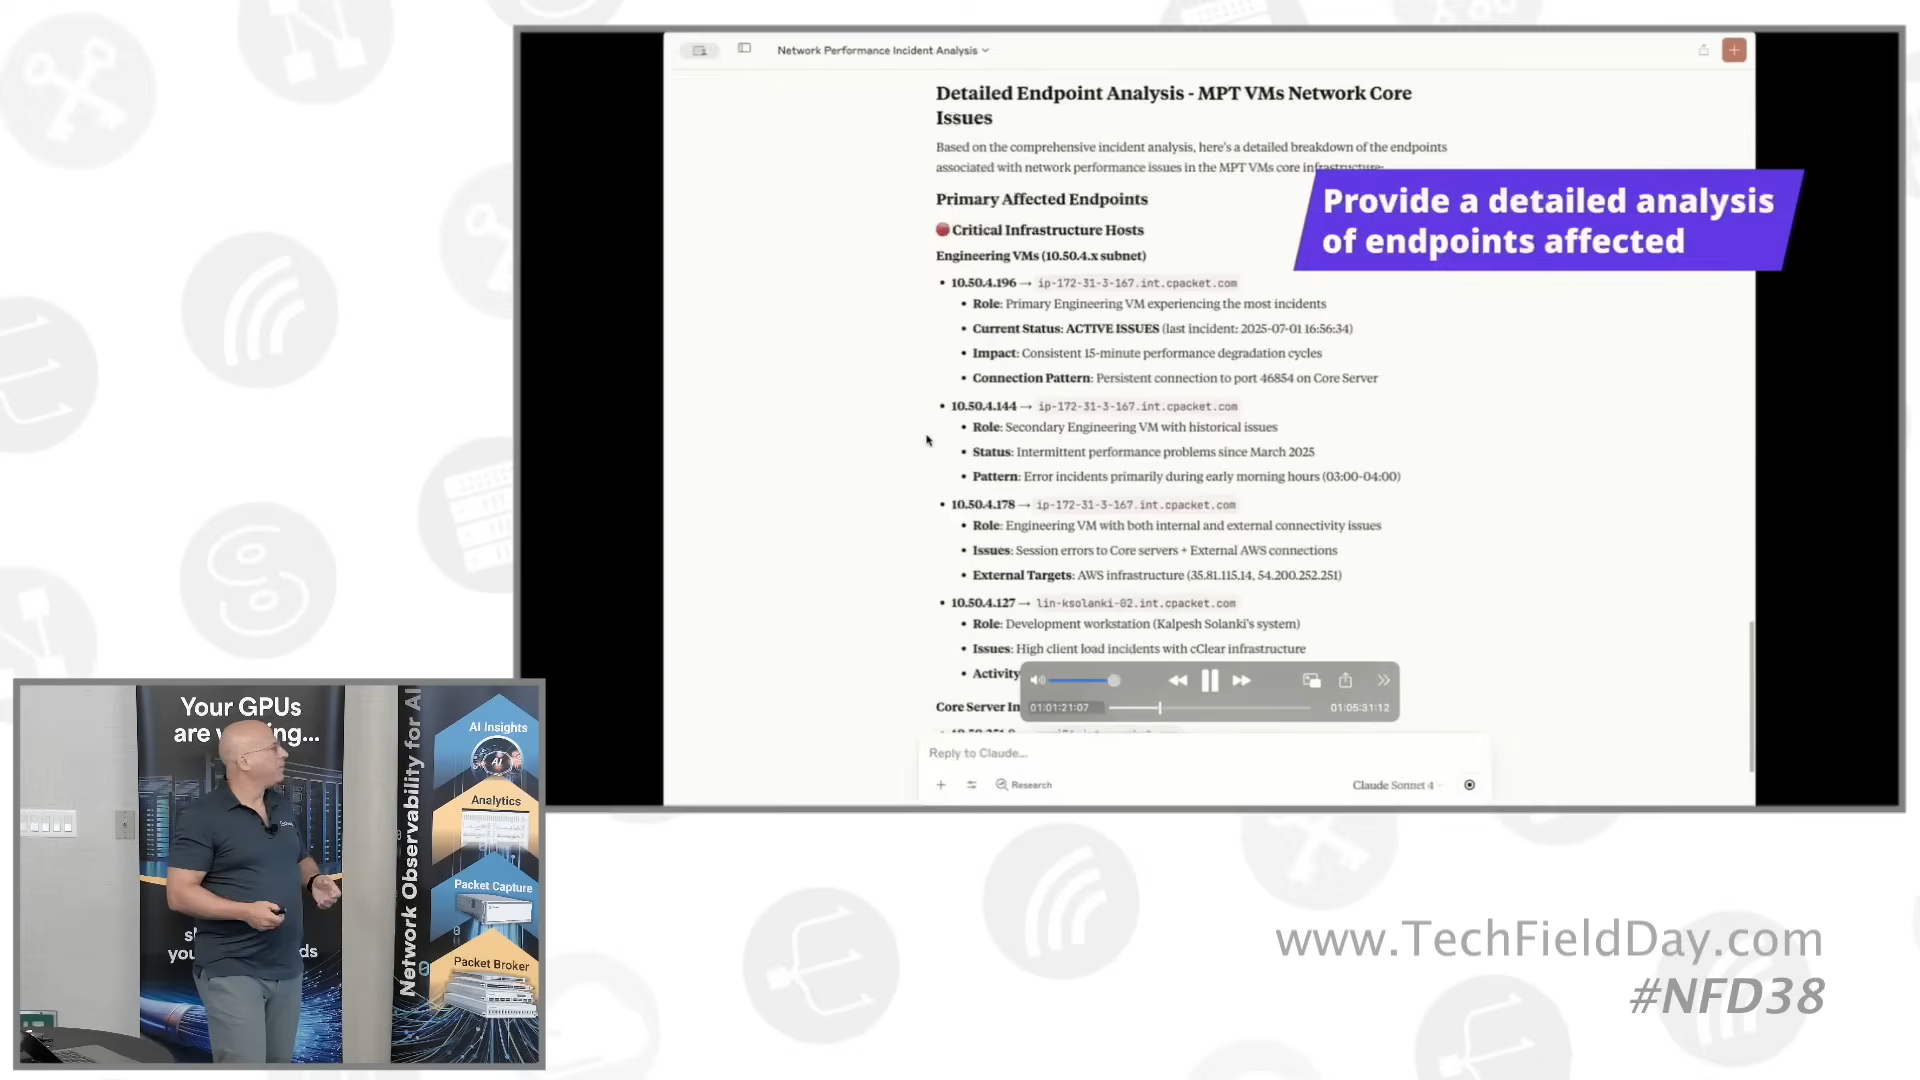 Network Performance Incident Analysis
Detailed Endpoint Analysis - MPT VMs Network Core
Issues
Based on the comprehensive incident analysis, here's a detailed breakdown of the endpoints
associated with network performance issues in the MPT VMs core infrastructure:
Primary Affected Endpoints
Critical Infrastructure Hosts
Engineering VMs (10.50.4.x subnet)
• 10.50.4.196 → ip-172-31-3-167.int.cpacket.com
• Role: Primary Engineering VM experiencing the most incidents
• Current Status: ACTIVE ISSUES (last incident: 2025-07-01 16:56:34)
• Impact: Consistent 15-minute performance degradation cycles
• Connection Pattern: Persistent connection to port 46854 on Core Server
• 10.50.4.144 → ip-172-31-3-167.int.cpacket.com
• Role: Secondary Engineering VM with historical issues
• Status: Intermittent performance problems since March 2025
• Pattern: Error incidents primarily during early morning hours (03:00-04:00)
• 10.50.4.178 → ip-172-31-3-167.int.cpacket.com
• Role: Engineering VM with both internal and external connectivity issues
• Issues: Session errors to Core servers + External AWS connections
• External Targets: AWS infrastructure (35.81.115.14, 54.200.252.251)
• 10.50.4.127 → lin-ksolanki-02.int.cpacket.com
• Role: Development workstation (Kalpesh Solanki's system)
• Issues: High client load incidents with cClear infrastructure
• Activity
Core Server In
01:01:21:07
01:05:31:12
Reply to Claude...
Research
Claude Sonnet 4
Provide a detailed analysis
of endpoints affected
Your GPUs
are
ng...
Network Observability for AI
AI Insights
AI
Analytics
Packet Capture
Packet Broker
www.TechFieldDay.com
#NFD38